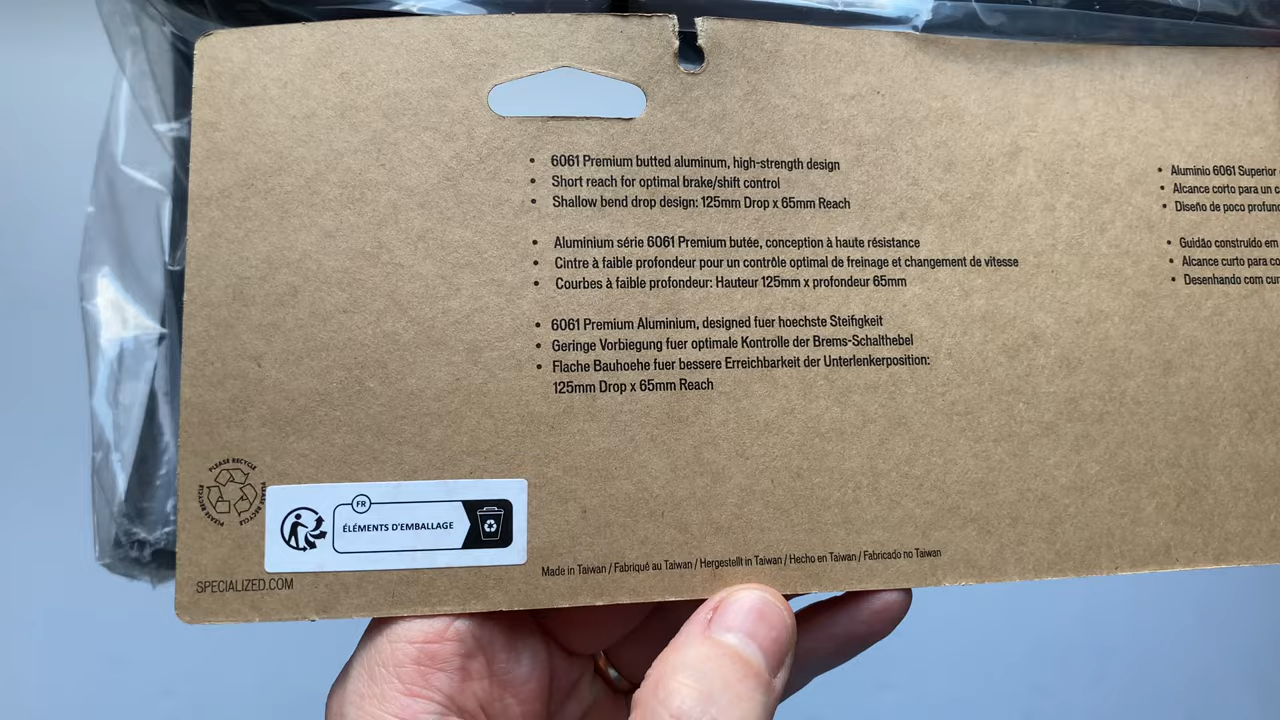 6061 Premium butted aluminum, high-strength design
Short reach for optimal brake/shift control
Shallow bend drop design: 125mm Drop x 65mm Reach
Aluminium série 6061 Premium butée, conception à haute résistance
Cintre à faible profondeur pour un contrôle optimal de freinage et changement de vitesse
Courbes à faible profondeur: Hauteur 125mm x profondeur 65mm
6061 Premium Aluminium, designed fuer hoechste Steifigkeit
Geringe Vorbiegung fuer optimale Kontrolle der Brems-Schalthebel
Flache Bauhoehe fuer bessere Erreichbarkeit der Unterlenkerposition:
125mm Drop x 65mm Reach
Aluminio 6061 Superior
Alcance corto para un
Diseño de poco
Guidão construído em
Alcance curto para
Desenhando com
PLEASE RECYCLE
PLEASE RECYCLE
PLEASE RECYCLE
FR
ÉLÉMENTS D'EMBALLAGE
SPECIALIZED.COM
Made in Taiwan / Fabriqué au Taiwan / Hergestellt in Taiwan / Hecho en Taiwan / Fabricado no Taiwan